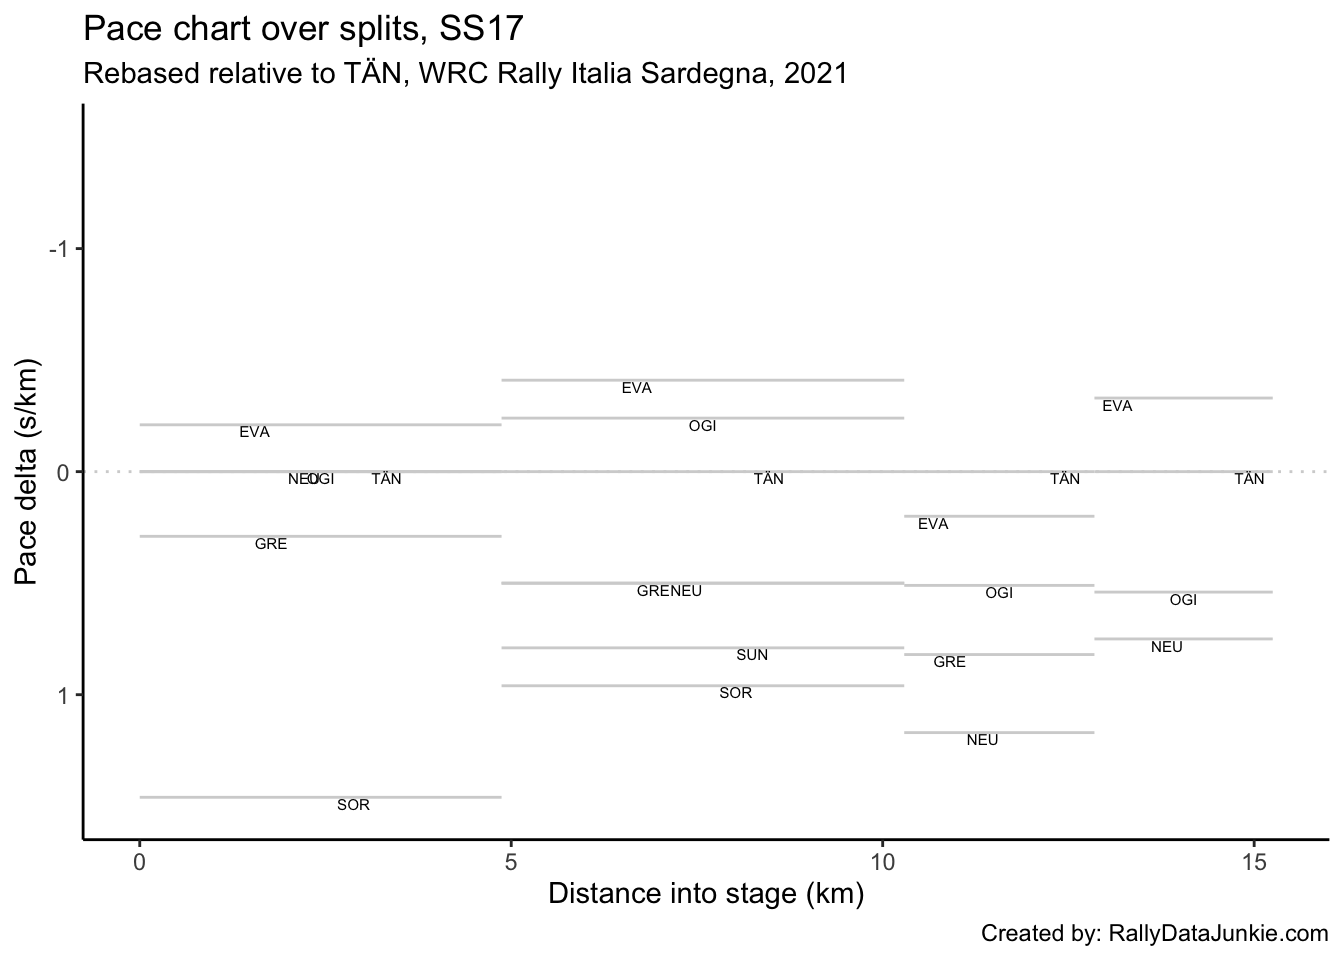 Pace chart over splits, SS17
Rebased relative to TÄN, WRC Rally Italia Sardegna, 2021
Pace delta (s/km)
-1
0
1
EVA
NEU OGI TÄN
GRE
SOR
EVA
OGI
TÄN
GRE NEU
SUN
SOR
TÄN
EVA
OGI
GRE
NEU
EVA
TÄN
OGI
NEU
0 5 10 15
Distance into stage (km)
Created by: RallyDataJunkie.com